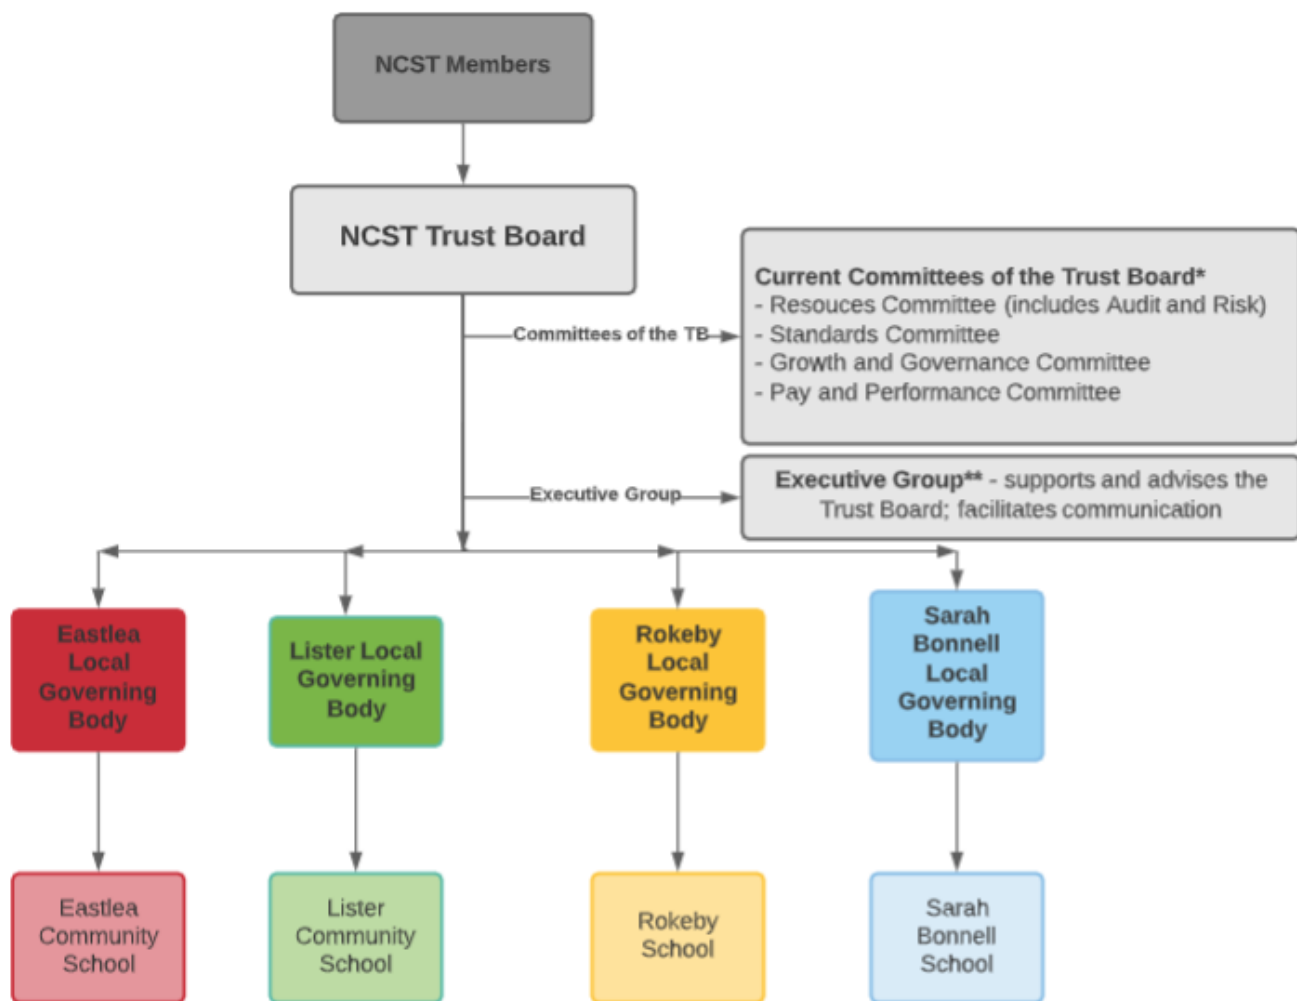 NCST Members
NCST Trust Board
Current Committees of the Trust Board*
- Resouces Committee (includes Audit and Risk)
- Standards Committee
- Growth and Governance Committee
- Pay and Performance Committee
Committees of the TB
Executive Group** - supports and advises the
Trust Board; facilitates communication
Executive Group
Eastlea
Local
Governing
Body
Lister Local
Governing
Body
Rokeby
Local
Governing
Body
Sarah
Bonnell
Local
Governing
Body
Eastlea
Community
School
Lister
Community
School
Rokeby
School
Sarah
Bonnell
School